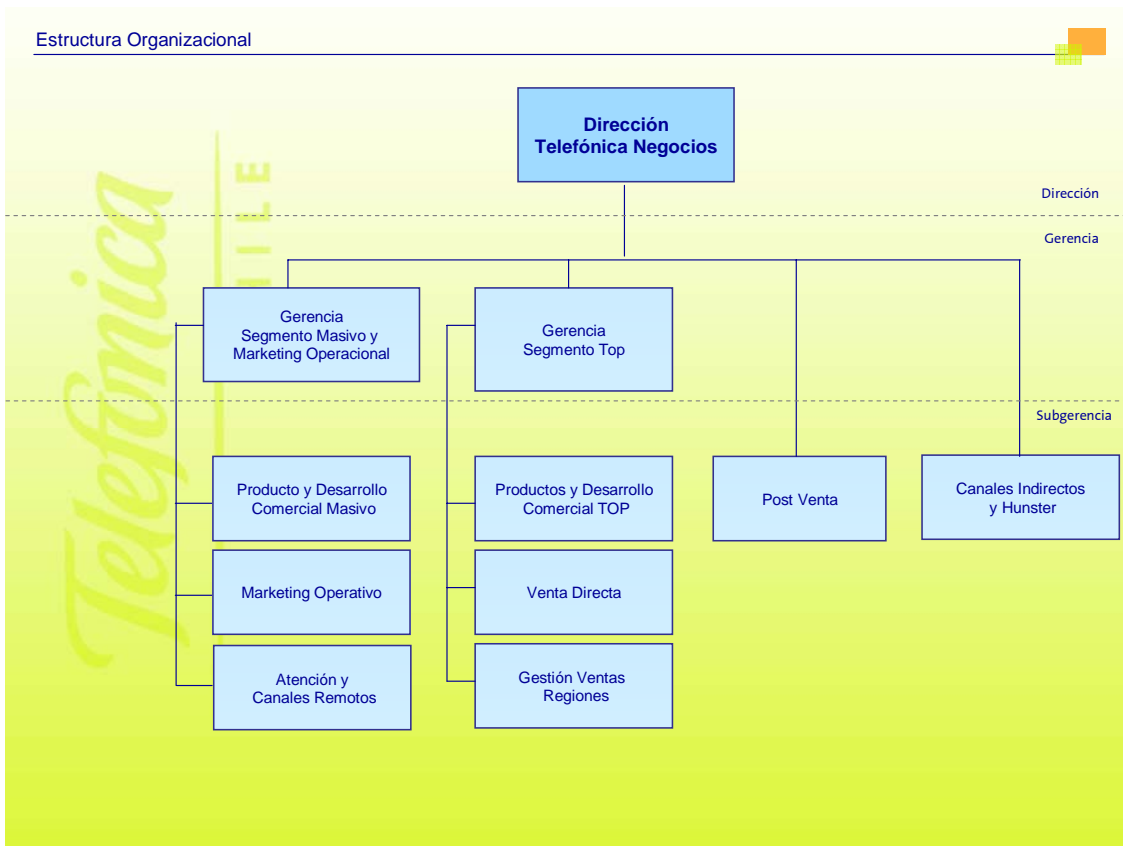 Estructura Organizacional
Dirección
Telefónica Negocios
Dirección
Gerencia
Gerencia
Segmento Masivo y
Marketing Operacional
Gerencia
Segmento Top
Subgerencia
Producto y Desarrollo
Comercial Masivo
Productos y Desarrollo
Comercial TOP
Post Venta
Canales Indirectos
y Hunster
Marketing Operativo
Venta Directa
Atención y
Canales Remotos
Gestión Ventas
Regiones
Telefónica